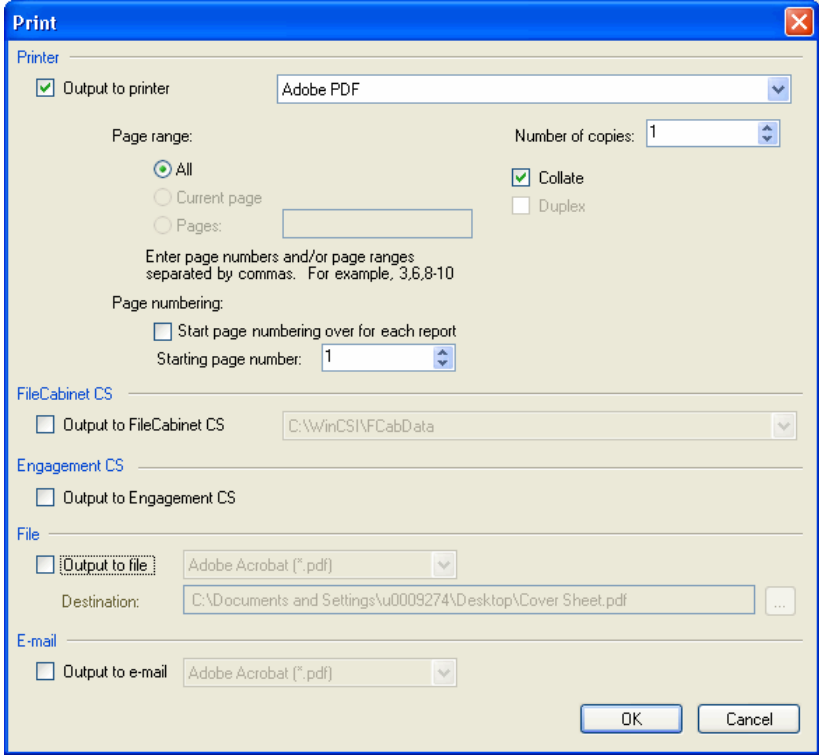 Print
Printer
Output to printer Adobe PDF
Page range: Number of copies: 1
All
Collate
Current page
Duplex
Pages:
Enter page numbers and/or page ranges
separated by commas. For example, 3,6,8-10
Page numbering:
Start page numbering over for each report
Starting page number: 1
FileCabinet CS
Output to FileCabinet CS C:\WinCSI\FCabData
Engagement CS
Output to Engagement CS
File
Output to file Adobe Acrobat (*.pdf)
Destination: C:\Documents and Settings\u0009274\Desktop\Cover Sheet.pdf ...
E-mail
Output to e-mail Adobe Acrobat (*.pdf)
OK Cancel